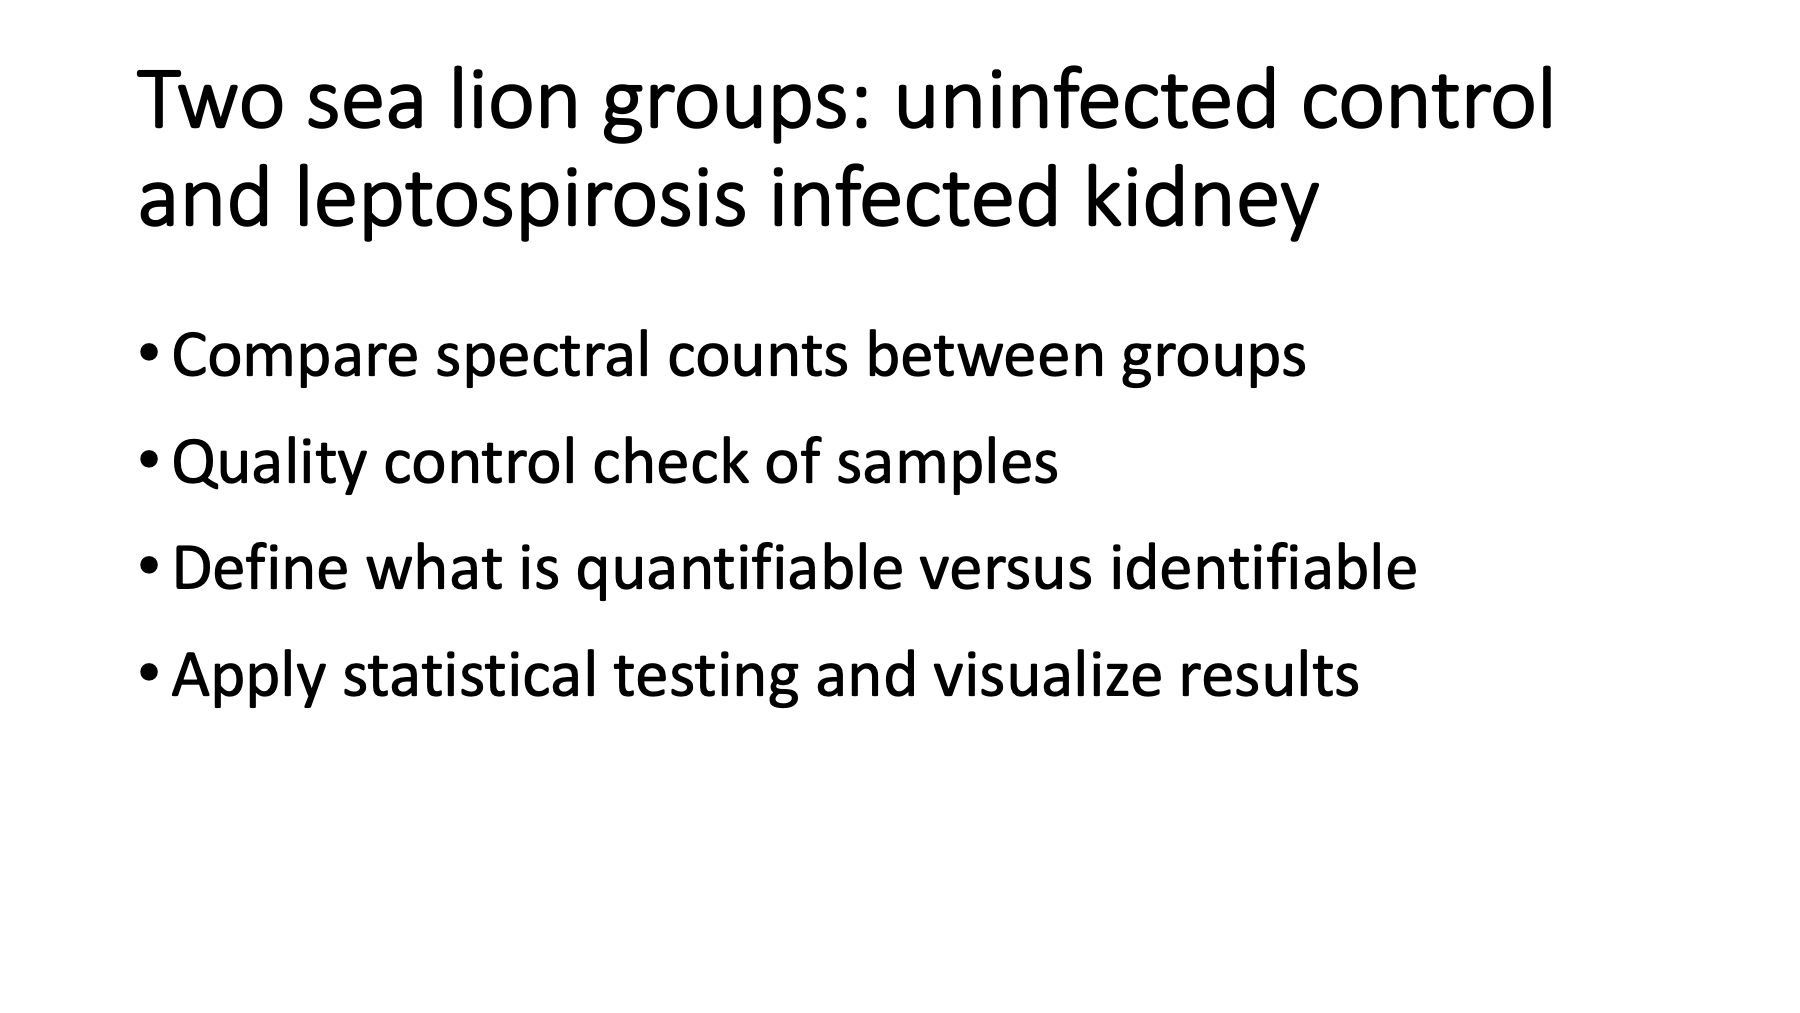 Two sea lion groups: uninfected control
and leptospirosis infected kidney
• Compare spectral counts between groups
• Quality control check of samples
• Define what is quantifiable versus identifiable
• Apply statistical testing and visualize results